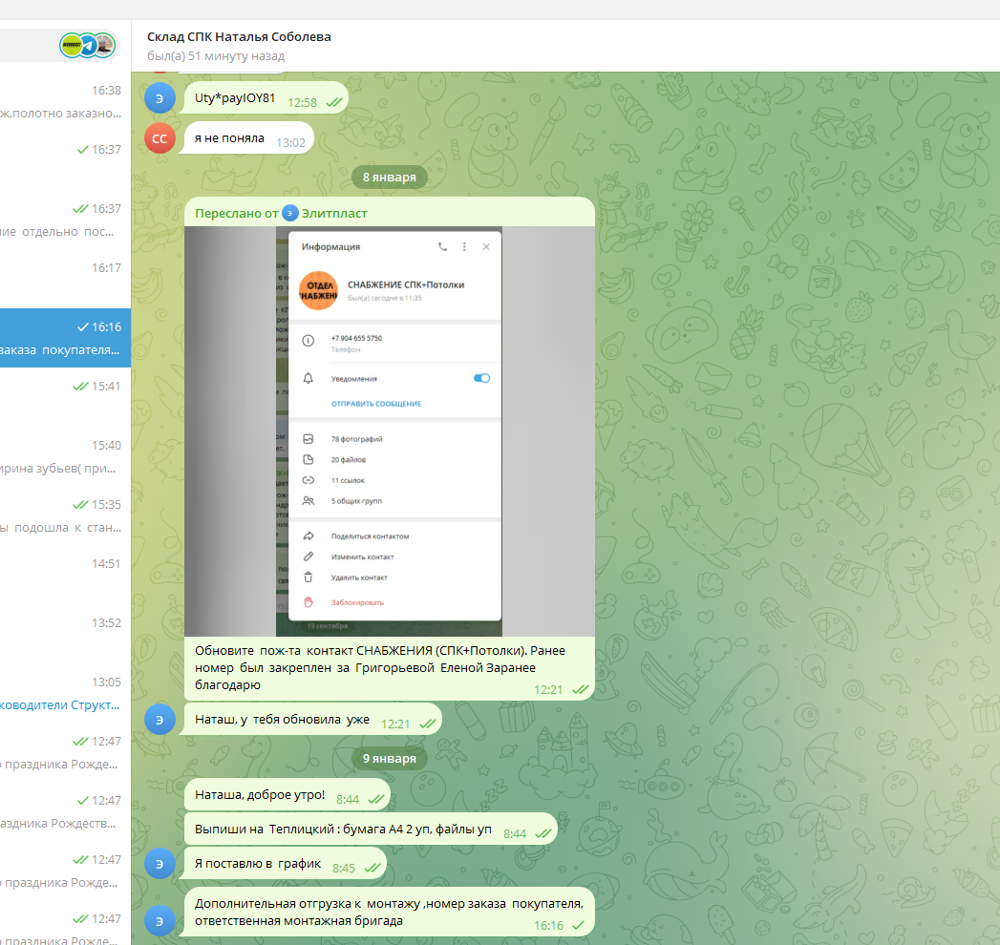 Склад СПК Наталья Соболева
был(а) 51 минуту назад
16:38
ж,полотно заказно...
16:37
16:37
ие отдельно пос...
16:17
16:16
заказа покупателя...
15:41
15:40
ирина зубьев( при...
15:35
ы подошла к стан...
14:51
13:52
13:05
ководители Структ...
12:47
о праздника Рожде...
12:47
аздника Рождеств...
12:47
о праздника Рожде...
12:47
о праздника Рожде...
Э
Uty*payIOY81 12:58
СС
я не поняла 13:02
8 января
Переслано от Э Элитпласт
Информация
ОТДЕЛ
СНАБЖЕНИЕ СПК+Потолки
был(а) сегодня в 11:35
+7 904 655 5750
Телефон
Уведомления
ОТПРАВИТЬ СООБЩЕНИЕ
78 фотографий
20 файлов
11 ссылок
5 общих групп
Поделиться контактом
Изменить контакт
Удалить контакт
Заблокировать
19 сентября
Обновите пож-та контакт СНАБЖЕНИЯ (СПК+Потолки). Ранее
номер был закреплен за Григорьевой Еленой Заранее
благодарю 12:21
Э
Наташ, у тебя обновила уже 12:21
9 января
Наташа, доброе утро! 8:44
Выпиши на Теплицкий : бумага А4 2 уп, файлы уп 8:44
Э
Я поставлю в график 8:45
Дополнительная отгрузка к монтажу ,номер заказа покупателя,
ответственная монтажная бригада 16:16
Э